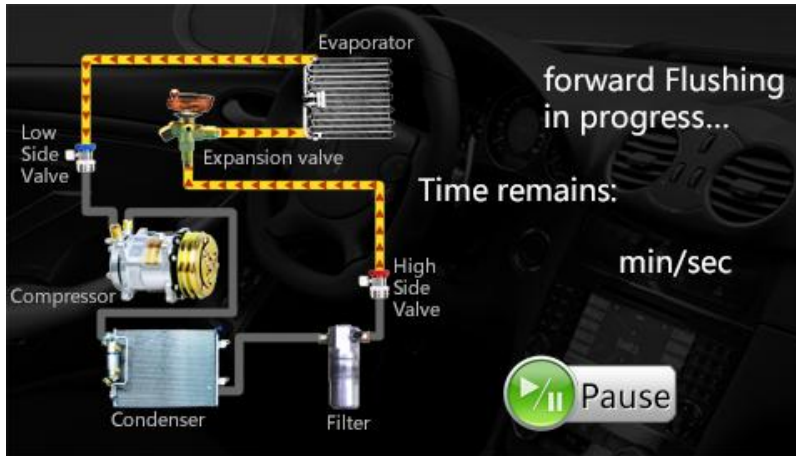 Evaporator
forward Flushing
in progress...
Low
Side
Valve
Expansion valve
Time remains:
min/sec
High
Side
Valve
Compressor
Condenser
Filter
Pause